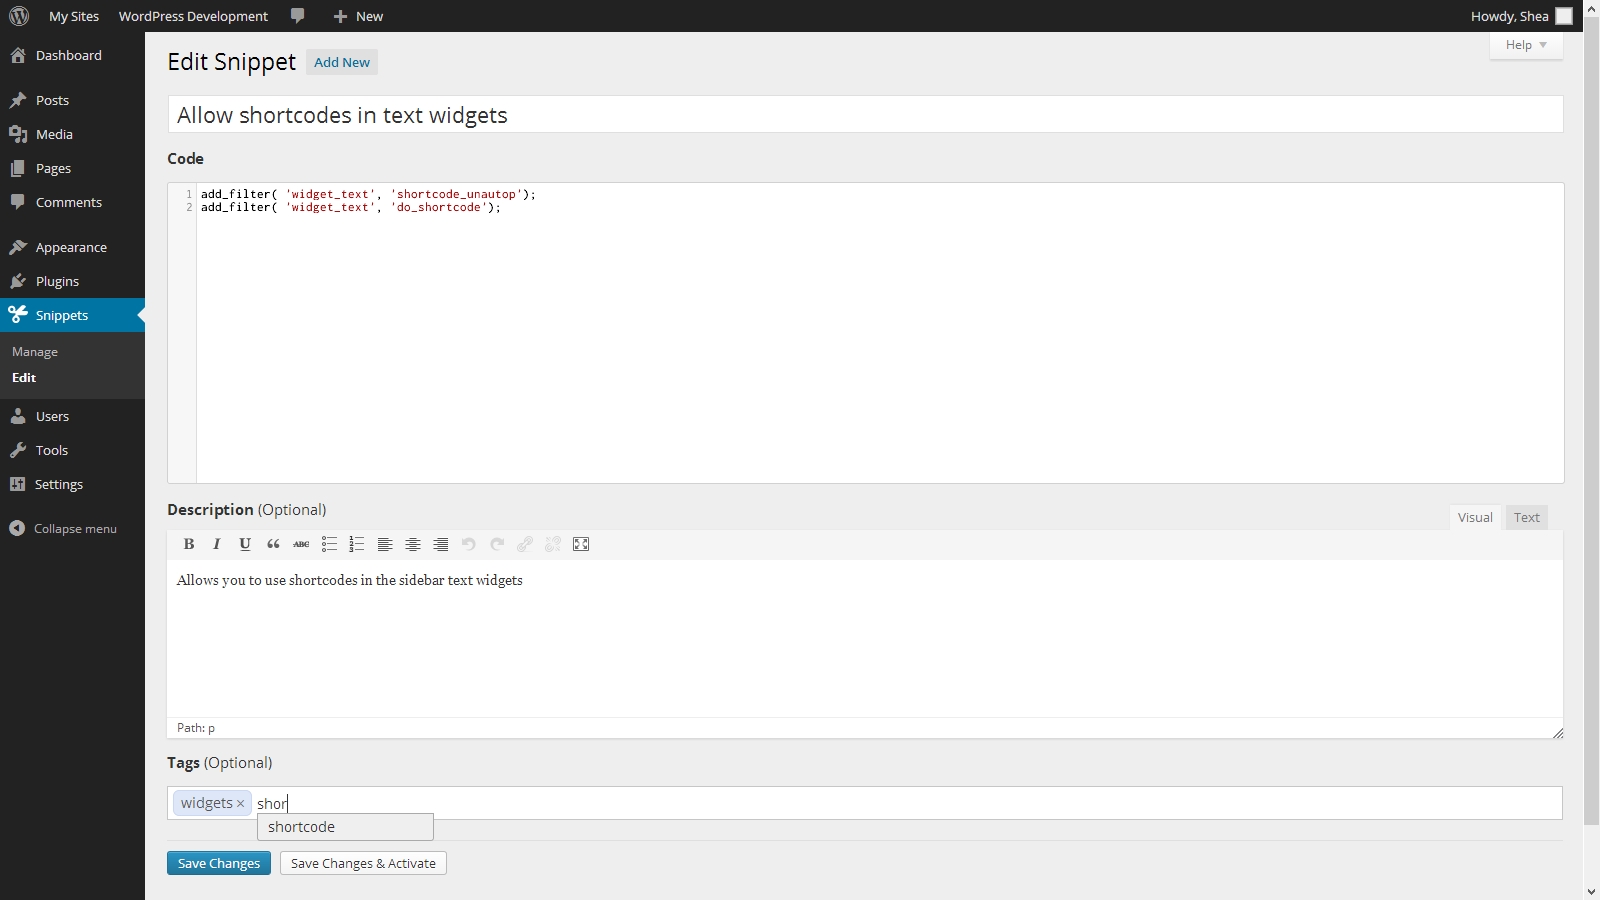 My Sites WordPress Development New Howdy, Shea
Help
Dashboard
Posts
Media
Pages
Comments
Appearance
Plugins
Snippets
Manage
Edit
Users
Tools
Settings
Collapse menu
Edit Snippet Add New
Allow shortcodes in text widgets
Code
1 add_filter( 'widget_text', 'shortcode_unautop');
2 add_filter( 'widget_text', 'do_shortcode');
Description (Optional)
Visual Text
B I U “ ABC
Allows you to use shortcodes in the sidebar text widgets
Path: p
Tags (Optional)
widgets × shor
shortcode
Save Changes Save Changes & Activate